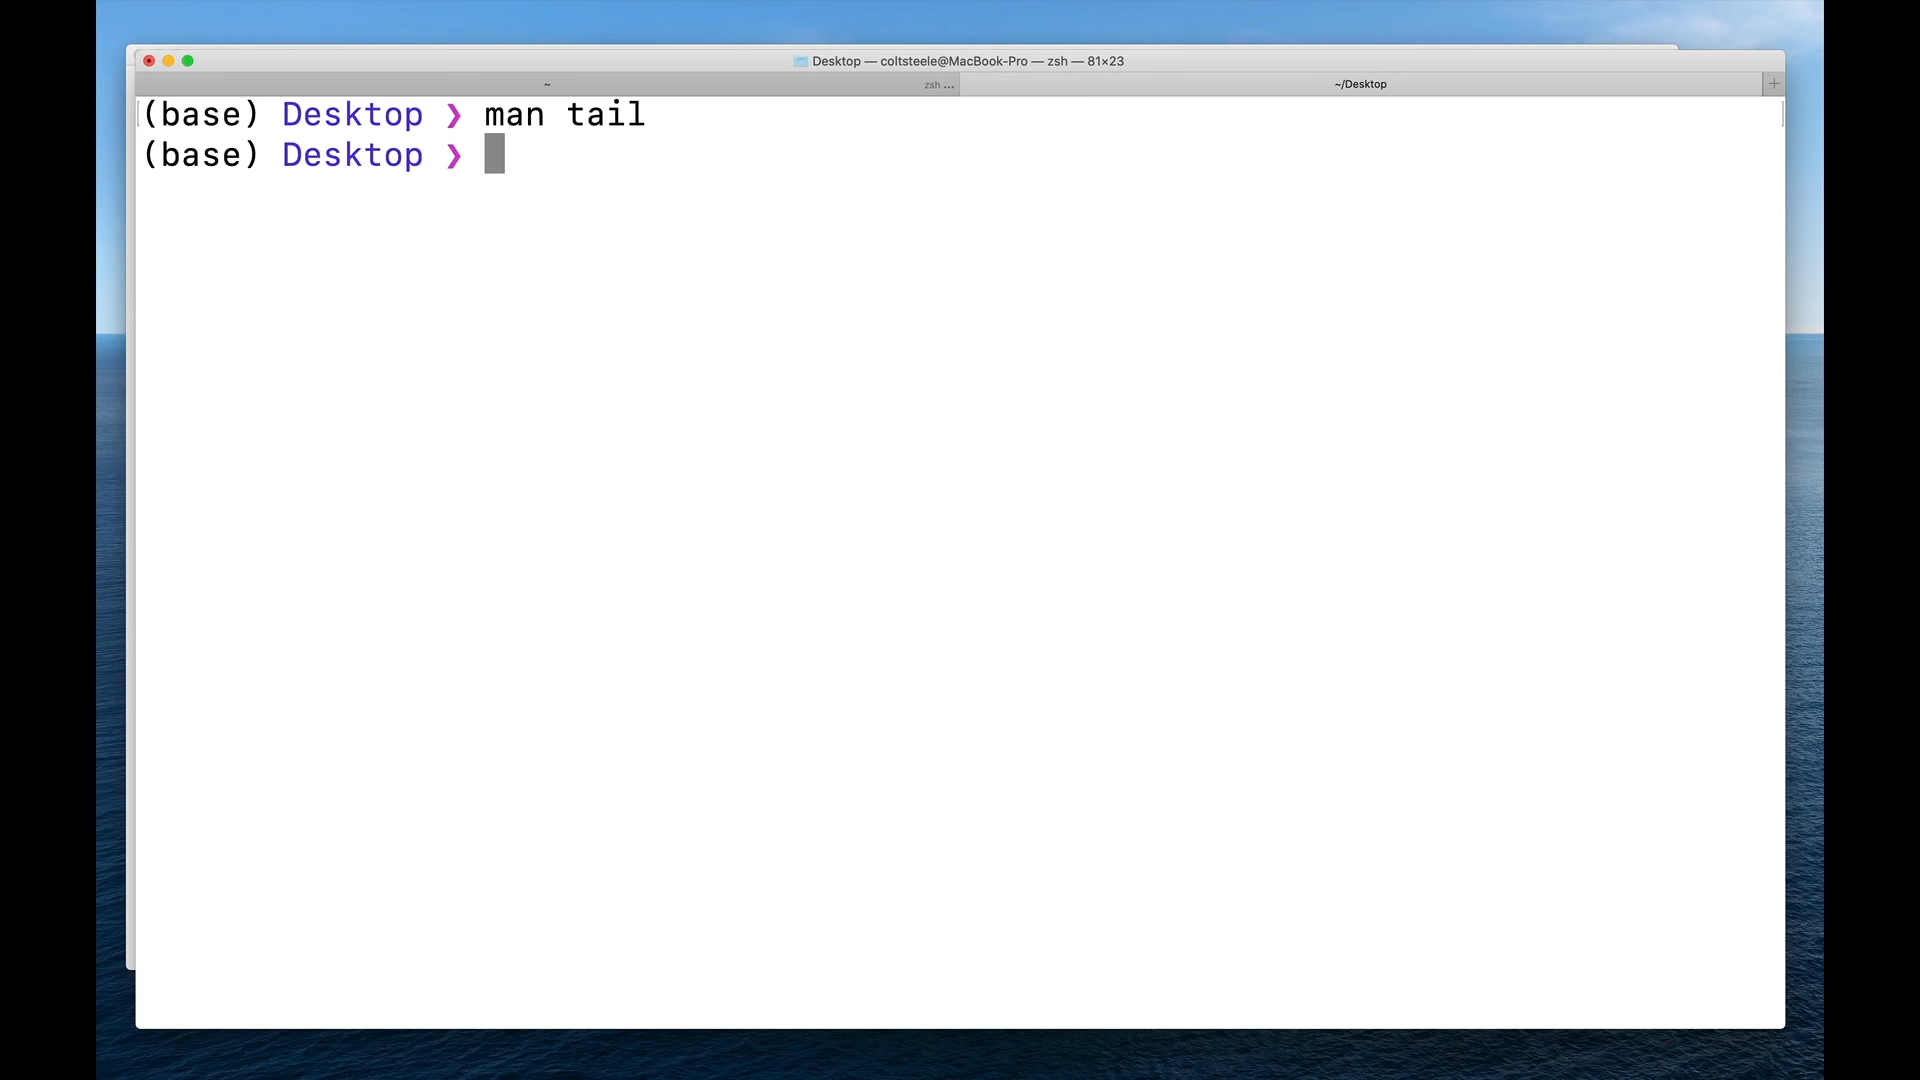 Desktop — coltsteele@MacBook-Pro — zsh — 81×23
~ zsh ... ~/Desktop +
(base) Desktop ❯ man tail
(base) Desktop ❯